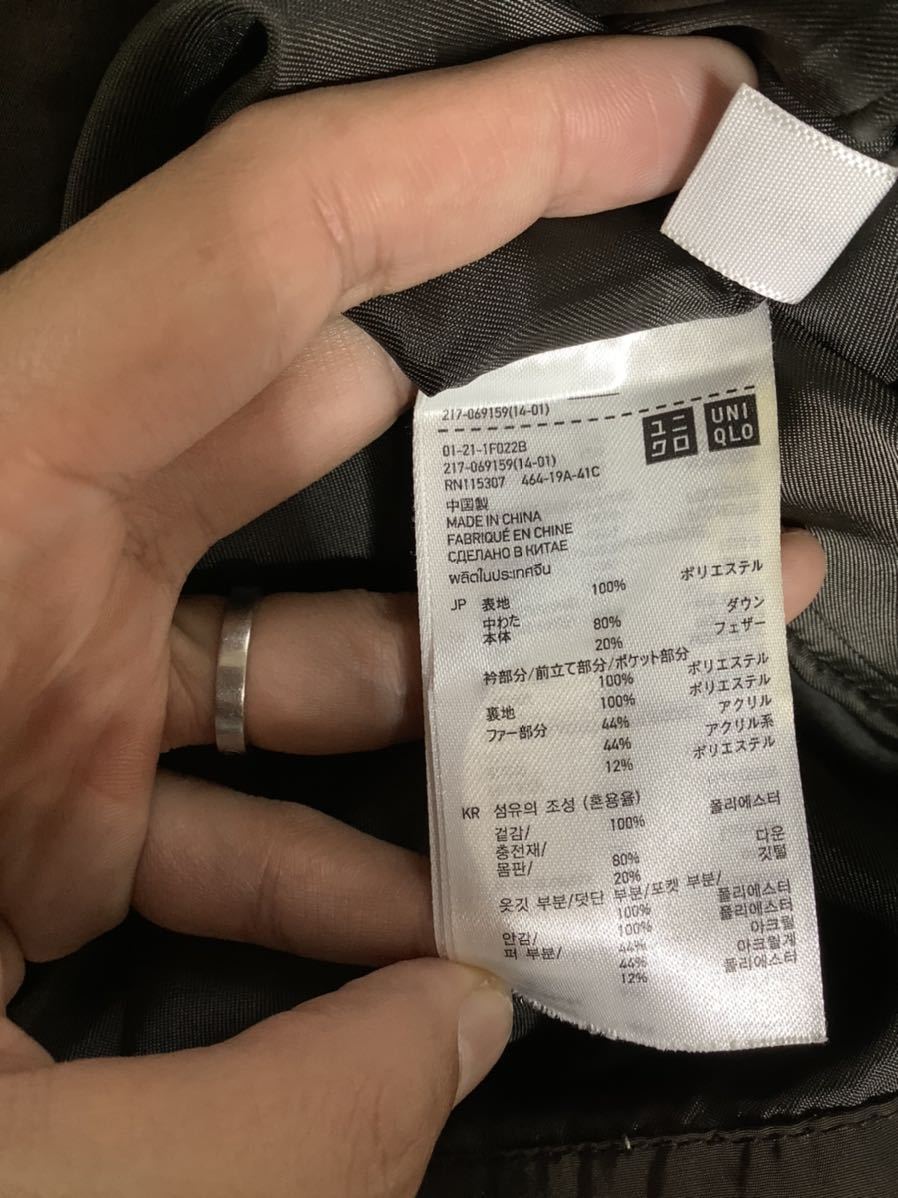 217-069159(14-01)
ユニクロ UNIQLO
01-21-1F022B
217-069159(14-01)
RN115307 464-19A-41C
中国製
MADE IN CHINA
FABRIQUÉ EN CHINE
СДЕЛАНО В КИТАЕ
ผลิตในประเทศจีน
JP 表地 100% ポリエステル
中わた
本体 80% ダウン
20% フェザー
衿部分/前立て部分/ポケット部分
100% ポリエステル
裏地 100% ポリエステル
ファー部分 44% アクリル
44% アクリル系
12% ポリエステル
KR 섬유의 조성 (혼용율)
겉감/ 100% 폴리에스터
충전재/
몸판/ 80% 다운
20% 깃털
옷깃 부분/덧단 부분/포켓 부분/
100% 폴리에스터
안감/ 100% 폴리에스터
퍼 부분/ 44% 아크릴
44% 아크릴계
12% 폴리에스터